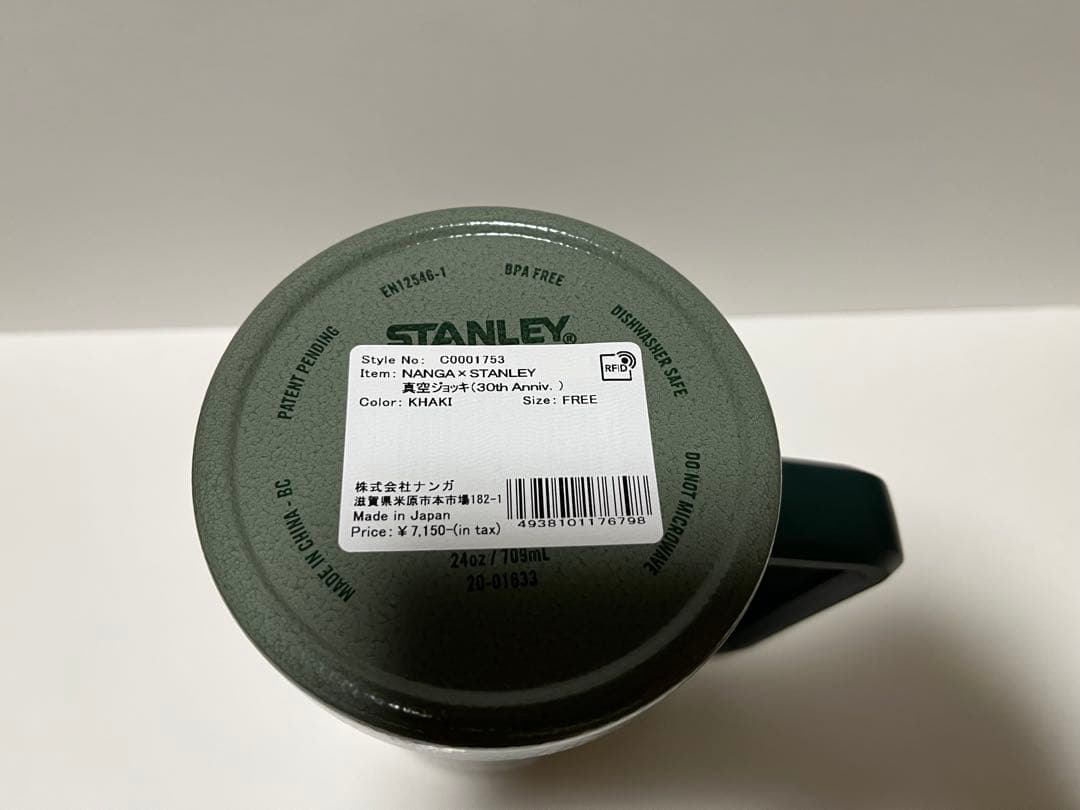 EN12546-1
BPA FREE
PATENT PENDING
DISHWASHER SAFE
STANLEY®
Style No: C0001753
Item: NANGA×STANLEY
真空ジョッキ(30th Anniv. )
Color: KHAKI Size: FREE
RFID
株式会社ナンガ
滋賀県米原市本市場182-1
Made in Japan
Price: ¥7,150-(in tax)
4938101176798
MADE IN CHINA - BC
DO NOT MICROWAVE
24oz / 709mL
20-01633